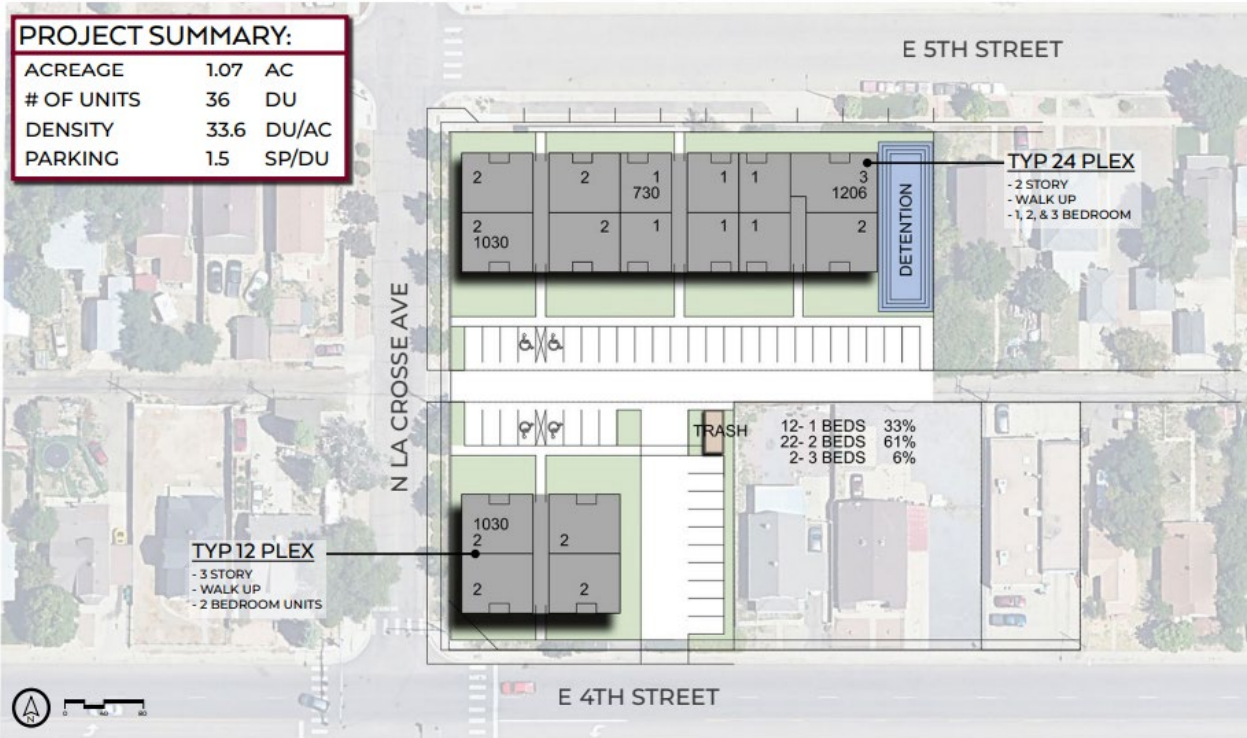 PROJECT SUMMARY:
ACREAGE 1.07 AC
# OF UNITS 36 DU
DENSITY 33.6 DU/AC
PARKING 1.5 SP/DU
E 5TH STREET
TYP 24 PLEX
- 2 STORY
- WALK UP
- 1, 2, & 3 BEDROOM
2 2 1 1 1 3
730 1206
2 2 1 1 1 2
1030
DETENTION
N LA CROSSE AVE
TRASH
12- 1 BEDS 33%
22- 2 BEDS 61%
2- 3 BEDS 6%
1030
2 2
2 2
TYP 12 PLEX
- 3 STORY
- WALK UP
- 2 BEDROOM UNITS
E 4TH STREET
N
0 40 80